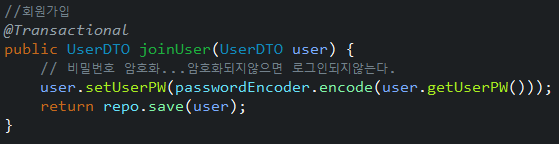 //회원가입
@Transactional
public UserDTO joinUser(UserDTO user) {
// 비밀번호 암호화...암호화되지않으면 로그인되지않는다.
user.setUserPW(passwordEncoder.encode(user.getUserPW()));
return repo.save(user);
}